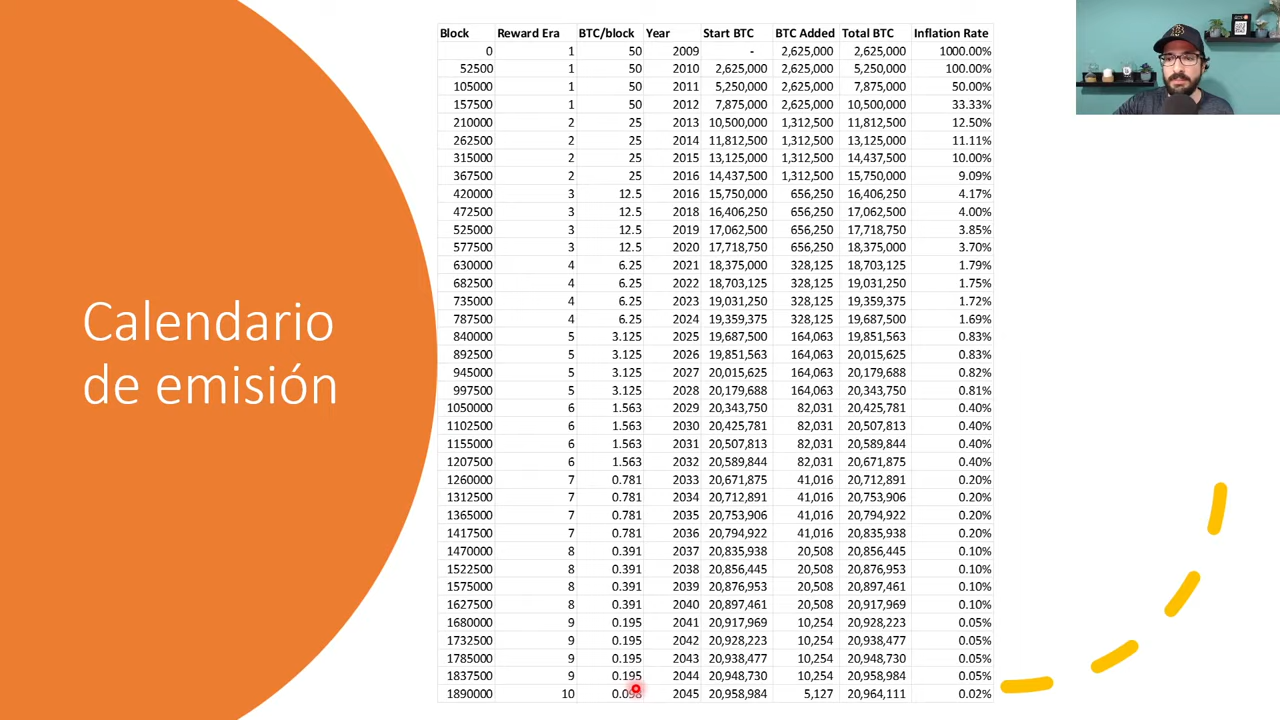 Calendario
de emisión
Block Reward Era BTC/block Year Start BTC BTC Added Total BTC Inflation Rate
0 1 50 2009 - 2,625,000 2,625,000 1000.00%
52500 1 50 2010 2,625,000 2,625,000 5,250,000 100.00%
105000 1 50 2011 5,250,000 2,625,000 7,875,000 50.00%
157500 1 50 2012 7,875,000 2,625,000 10,500,000 33.33%
210000 2 25 2013 10,500,000 1,312,500 11,812,500 12.50%
262500 2 25 2014 11,812,500 1,312,500 13,125,000 11.11%
315000 2 25 2015 13,125,000 1,312,500 14,437,500 10.00%
367500 2 25 2016 14,437,500 1,312,500 15,750,000 9.09%
420000 3 12.5 2016 15,750,000 656,250 16,406,250 4.17%
472500 3 12.5 2018 16,406,250 656,250 17,062,500 4.00%
525000 3 12.5 2019 17,062,500 656,250 17,718,750 3.85%
577500 3 12.5 2020 17,718,750 656,250 18,375,000 3.70%
630000 4 6.25 2021 18,375,000 328,125 18,703,125 1.79%
682500 4 6.25 2022 18,703,125 328,125 19,031,250 1.75%
735000 4 6.25 2023 19,031,250 328,125 19,359,375 1.72%
787500 4 6.25 2024 19,359,375 328,125 19,687,500 1.69%
840000 5 3.125 2025 19,687,500 164,063 19,851,563 0.83%
892500 5 3.125 2026 19,851,563 164,063 20,015,625 0.83%
945000 5 3.125 2027 20,015,625 164,063 20,179,688 0.82%
997500 5 3.125 2028 20,179,688 164,063 20,343,750 0.81%
1050000 6 1.563 2029 20,343,750 82,031 20,425,781 0.40%
1102500 6 1.563 2030 20,425,781 82,031 20,507,813 0.40%
1155000 6 1.563 2031 20,507,813 82,031 20,589,844 0.40%
1207500 6 1.563 2032 20,589,844 82,031 20,671,875 0.40%
1260000 7 0.781 2033 20,671,875 41,016 20,712,891 0.20%
1312500 7 0.781 2034 20,712,891 41,016 20,753,906 0.20%
1365000 7 0.781 2035 20,753,906 41,016 20,794,922 0.20%
1417500 7 0.781 2036 20,794,922 41,016 20,835,938 0.20%
1470000 8 0.391 2037 20,835,938 20,508 20,856,445 0.10%
1522500 8 0.391 2038 20,856,445 20,508 20,876,953 0.10%
1575000 8 0.391 2039 20,876,953 20,508 20,897,461 0.10%
1627500 8 0.391 2040 20,897,461 20,508 20,917,969 0.10%
1680000 9 0.195 2041 20,917,969 10,254 20,928,223 0.05%
1732500 9 0.195 2042 20,928,223 10,254 20,938,477 0.05%
1785000 9 0.195 2043 20,938,477 10,254 20,948,730 0.05%
1837500 9 0.195 2044 20,948,730 10,254 20,958,984 0.05%
1890000 10 0.098 2045 20,958,984 5,127 20,964,111 0.02%